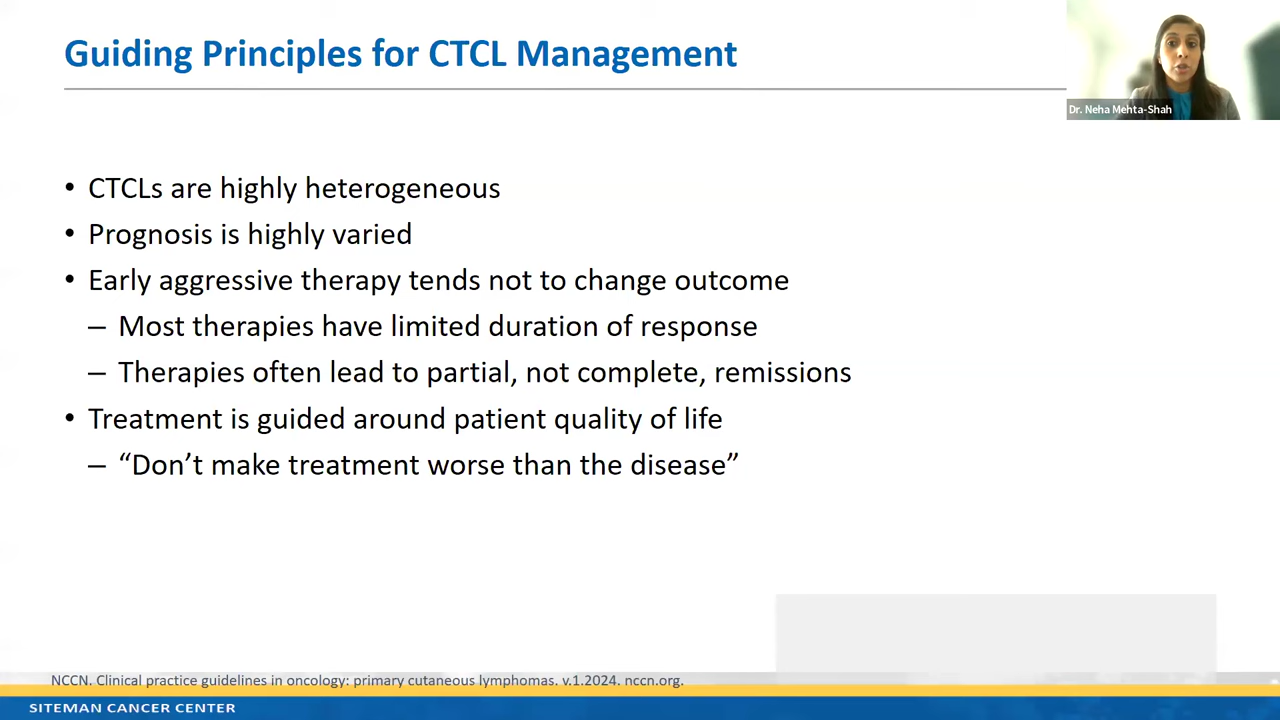 Guiding Principles for CTCL Management
Dr. Neha Mehta-Shah
• CTCLs are highly heterogeneous
• Prognosis is highly varied
• Early aggressive therapy tends not to change outcome
– Most therapies have limited duration of response
– Therapies often lead to partial, not complete, remissions
• Treatment is guided around patient quality of life
– “Don’t make treatment worse than the disease”
NCCN. Clinical practice guidelines in oncology: primary cutaneous lymphomas. v.1.2024. nccn.org.
SITEMAN CANCER CENTER